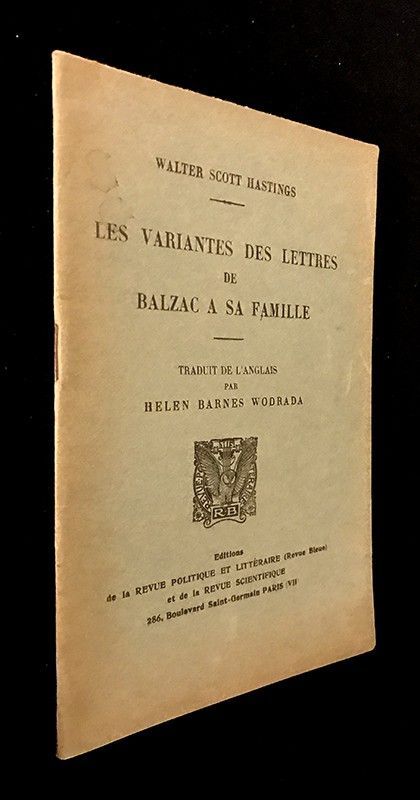 WALTER SCOTT HASTINGS
LES VARIANTES DES LETTRES
DE
BALZAC A SA FAMILLE
TRADUIT DE L'ANGLAIS
PAR
HELEN BARNES WODRADA
RB
Editions
de la REVUE POLITIQUE ET LITTÉRAIRE (Revue Bleue)
et de la REVUE SCIENTIFIQUE
286, Boulevard Saint-Germain PARIS (VII